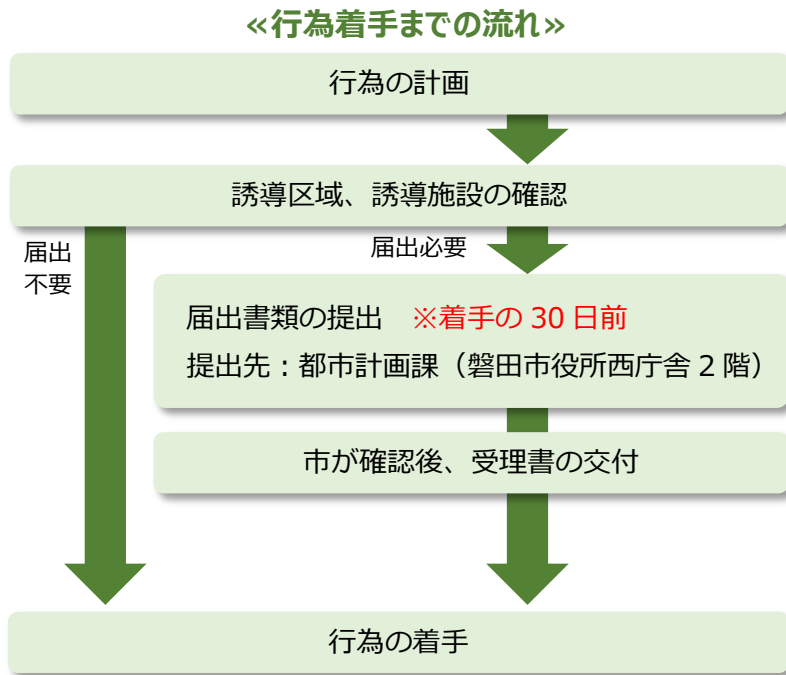 ≪行為着手までの流れ≫
行為の計画
誘導区域、誘導施設の確認
届出
不要
届出必要
届出書類の提出　※着手の 30 日前
提出先：都市計画課（磐田市役所西庁舎 2 階）
市が確認後、受理書の交付
行為の着手